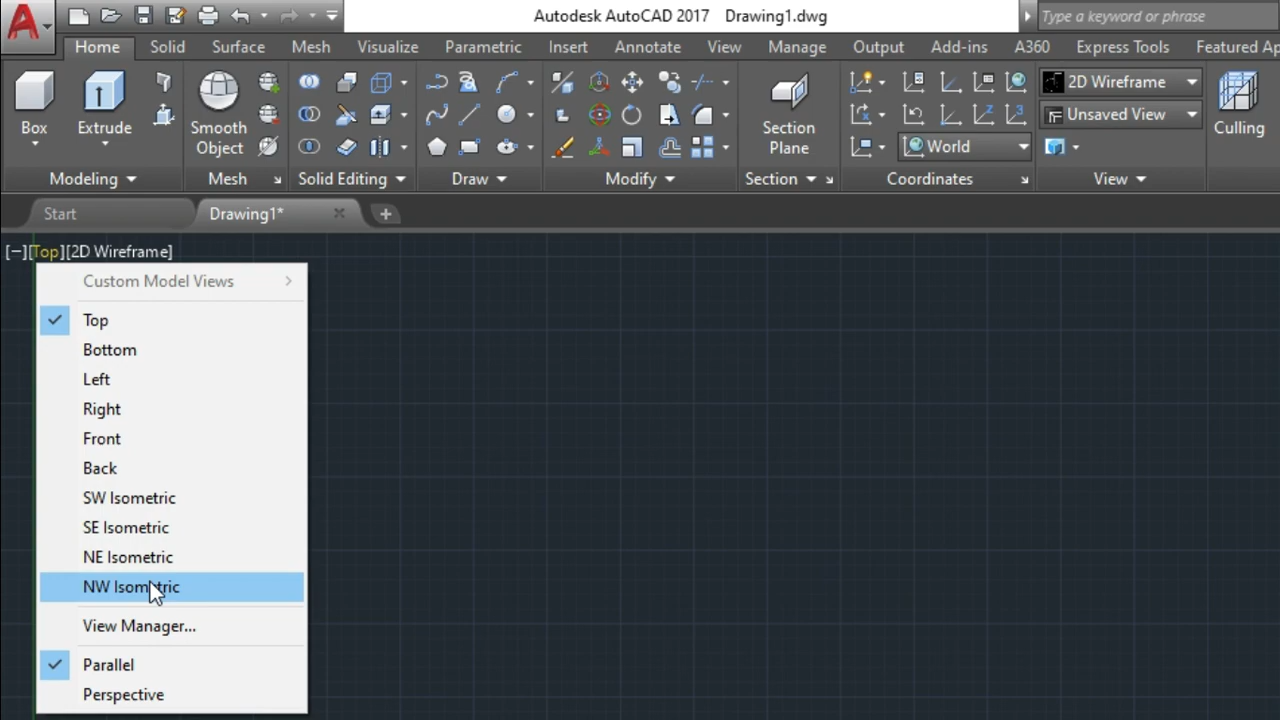 Autodesk AutoCAD 2017 Drawing1.dwg
Type a keyword or phrase
Home Solid Surface Mesh Visualize Parametric Insert Annotate View Manage Output Add-ins A360 Express Tools Featured Ap
2D Wireframe
Unsaved View
World
Box
Extrude
Smooth
Object
Section
Plane
Culling
Modeling Mesh Solid Editing Draw Modify Section Coordinates View
Start Drawing1*
[−][Top][2D Wireframe]
Custom Model Views
Top
Bottom
Left
Right
Front
Back
SW Isometric
SE Isometric
NE Isometric
NW Isometric
View Manager...
Parallel
Perspective